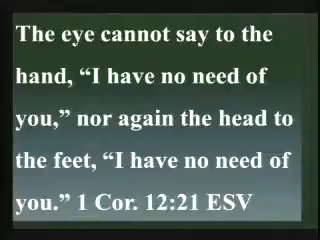 The eye cannot say to the
hand, “I have no need of
you,” nor again the head to
the feet, “I have no need of
you.” 1 Cor. 12:21 ESV